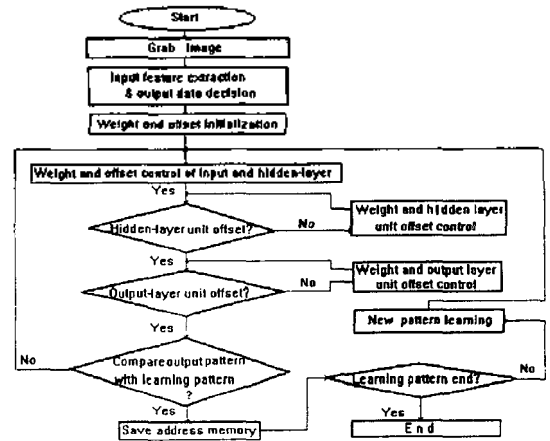 Start
Grab Image
Input feature extraction
& output data decision
Weight and offset initialization
Weight and offset control of input and hidden-layer
Yes
Hidden-layer unit offset?
No
Weight and hidden layer
unit offset control
Yes
Output-layer unit offset?
No
Weight and output layer
unit offset control
Yes
New pattern learning
No
Compare output pattern
with learning pattern
?
Learning pattern end?
No
Yes
Save address memory
Yes
End